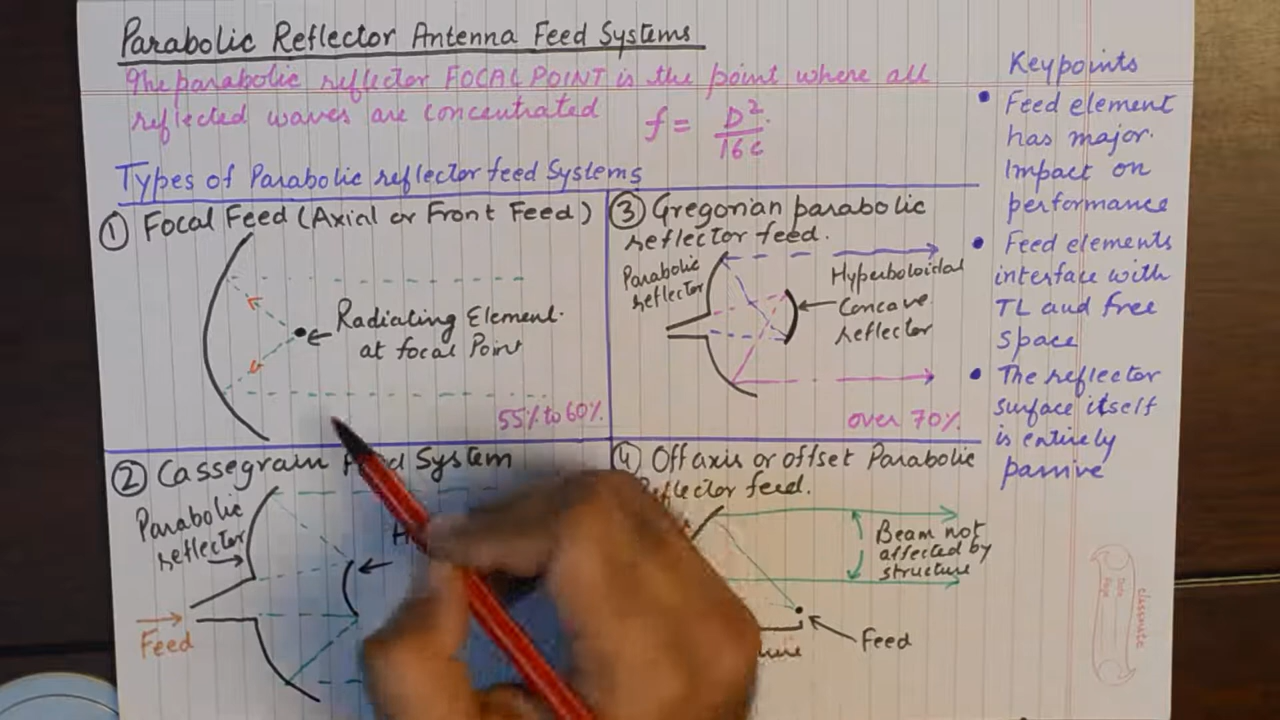 Parabolic Reflector Antenna Feed Systems
The parabolic reflector FOCAL POINT is the point where all
reflected waves are concentrated
f = D²/16c
Types of Parabolic reflector feed Systems
① Focal Feed (Axial or Front Feed)
Radiating Element
at focal Point
55% to 60%
② Cassegrain Feed System
Parabolic
reflector
Feed
③ Gregorian parabolic
reflector feed.
Parabolic
reflector
Hyperboloidal
Concave
reflector
over 70%
④ Off axis or offset Parabolic
reflector feed.
Beam not
affected by
structure
Feed
Keypoints
• Feed element
has major
Impact on
performance
• Feed elements
interface with
TL and free
space
• The reflector
surface itself
is entirely
passive
classmate
Date
Page